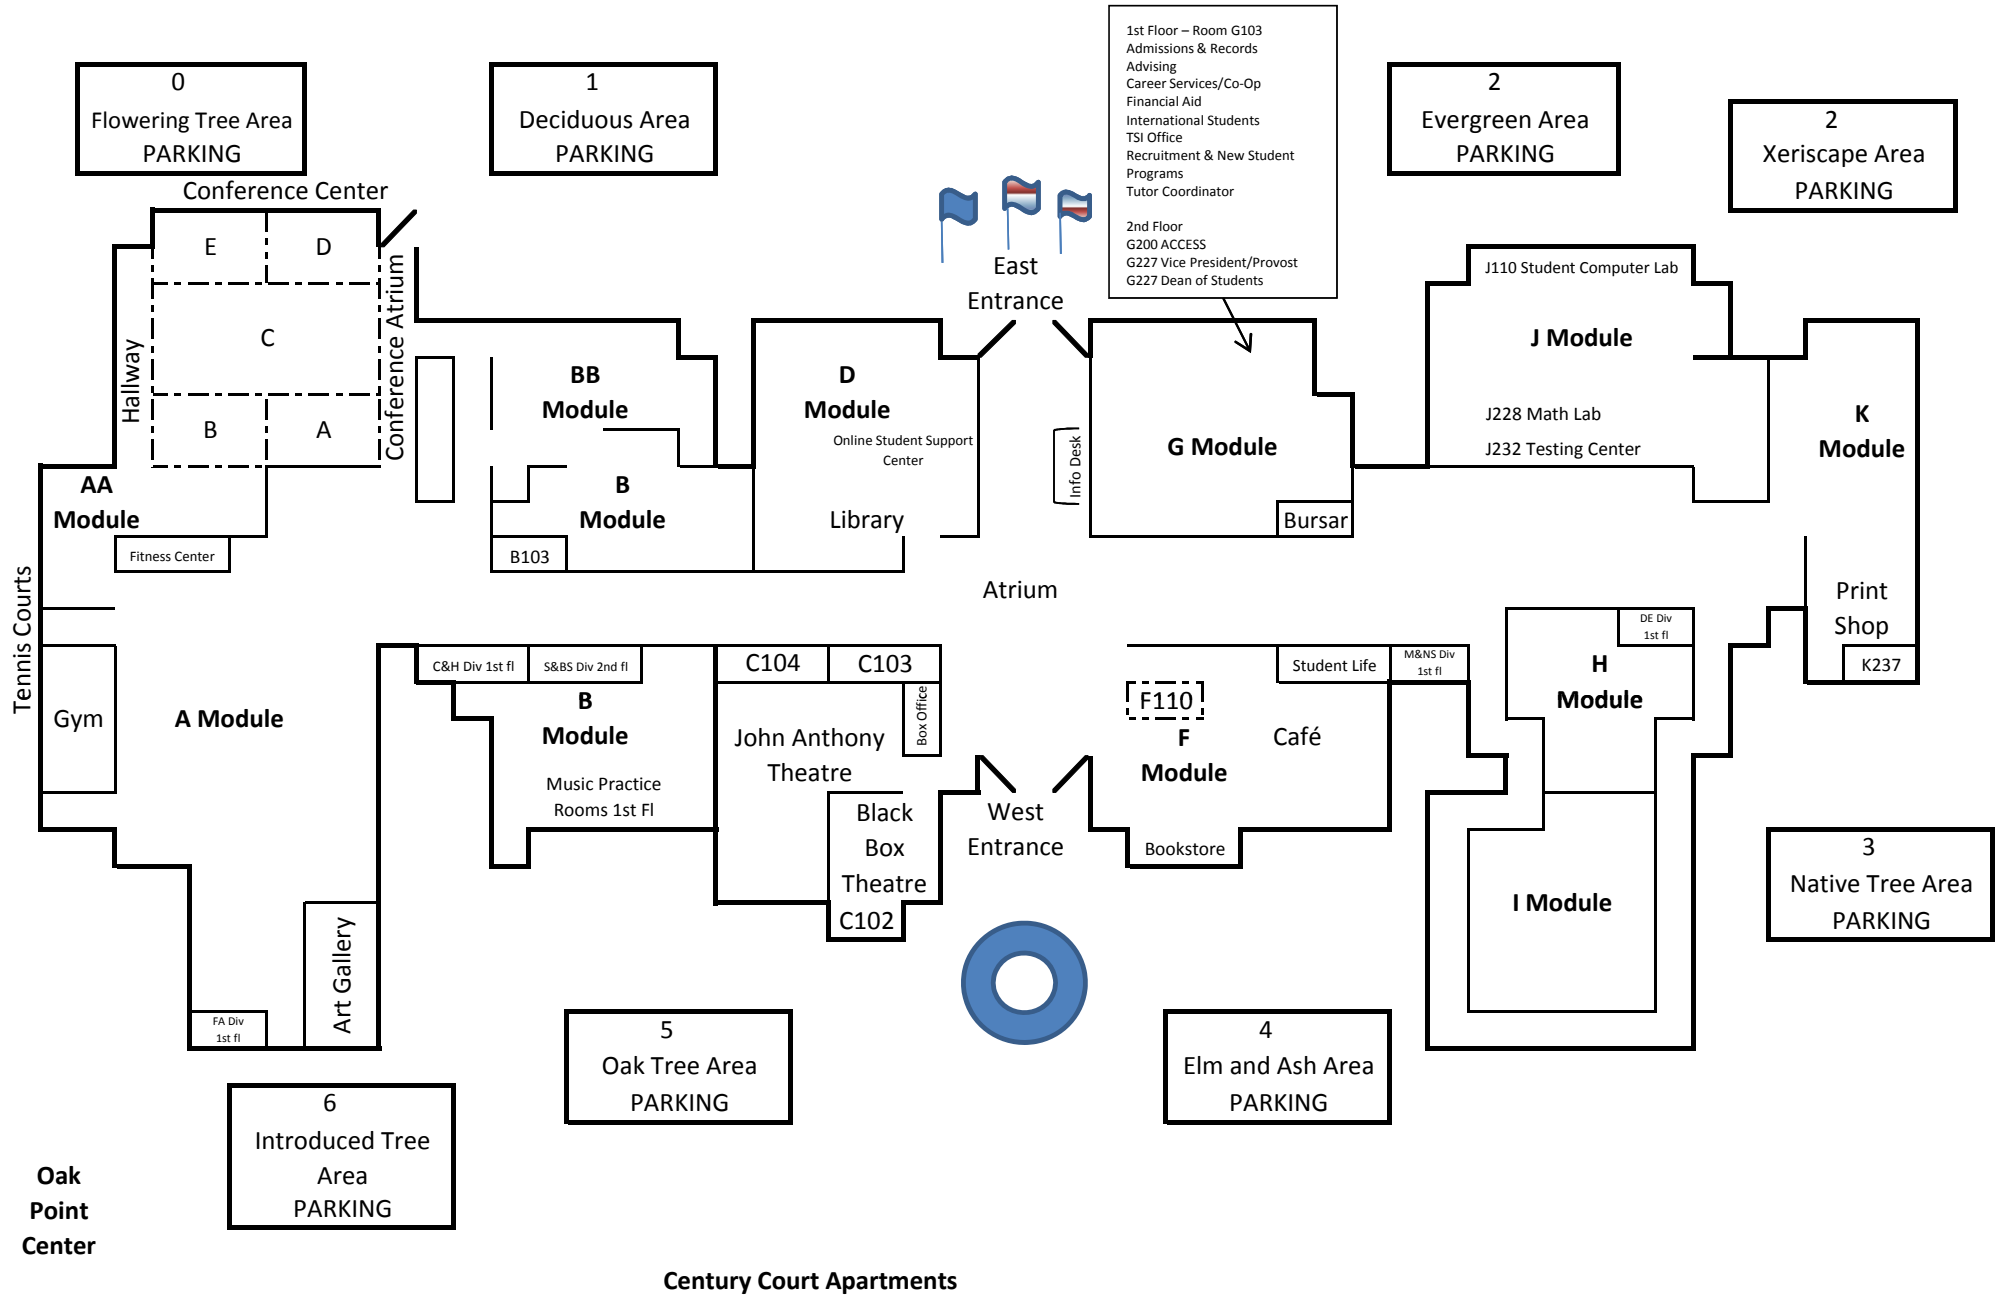 1st Floor – Room G103
Admissions & Records
Advising
Career Services/Co-Op
Financial Aid
International Students
TSI Office
Recruitment & New Student
Programs
Tutor Coordinator
2nd Floor
G200 ACCESS
G227 Vice President/Provost
G227 Dean of Students
0
Flowering Tree Area
PARKING
1
Deciduous Area
PARKING
2
Evergreen Area
PARKING
2
Xeriscape Area
PARKING
Conference Center
E
D
C
B
A
Hallway
Conference Atrium
East
Entrance
J110 Student Computer Lab
J Module
J228 Math Lab
J232 Testing Center
BB
Module
D
Module
Online Student Support
Center
Library
Info Desk
G Module
Bursar
K
Module
AA
Module
Fitness Center
B
Module
B103
Atrium
Tennis Courts
Gym
A Module
C&H Div 1st fl
S&BS Div 2nd fl
B
Module
Music Practice
Rooms 1st Fl
C104
C103
Box Office
John Anthony
Theatre
Black
Box
Theatre
C102
West
Entrance
Student Life
M&NS Div
1st fl
F110
F
Module
Café
Bookstore
DE Div
1st fl
H
Module
Print
Shop
K237
I Module
3
Native Tree Area
PARKING
Art Gallery
FA Div
1st fl
5
Oak Tree Area
PARKING
4
Elm and Ash Area
PARKING
6
Introduced Tree
Area
PARKING
Oak
Point
Center
Century Court Apartments